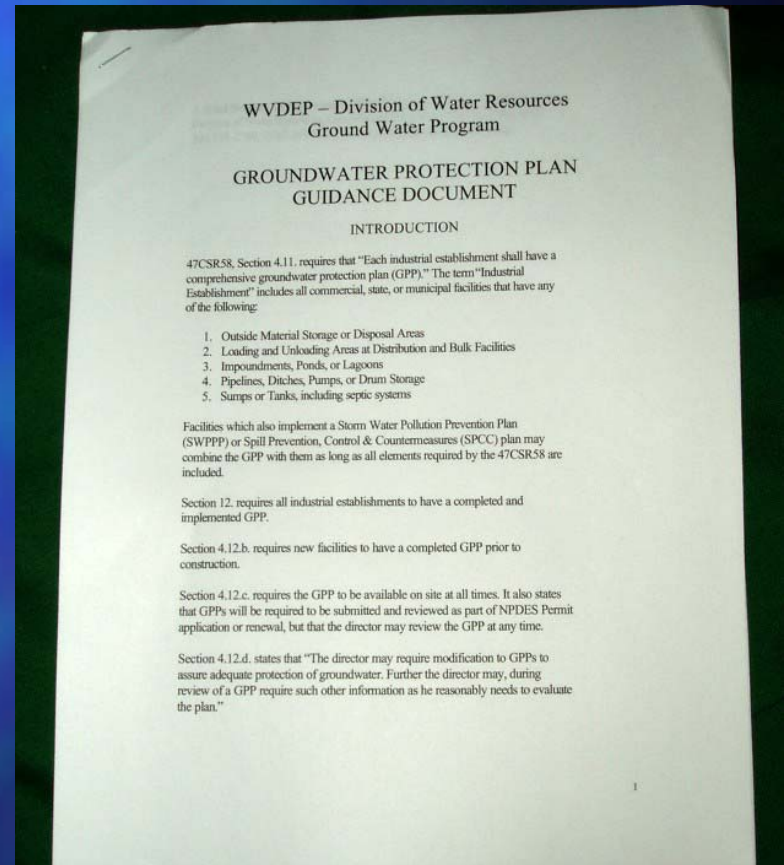 WVDEP – Division of Water Resources
Ground Water Program
GROUNDWATER PROTECTION PLAN
GUIDANCE DOCUMENT
INTRODUCTION
47CSR58, Section 4.11. requires that “Each industrial establishment shall have a
comprehensive groundwater protection plan (GPP).” The term “Industrial
Establishment” includes all commercial, state, or municipal facilities that have any
of the following:
1. Outside Material Storage or Disposal Areas
2. Loading and Unloading Areas at Distribution and Bulk Facilities
3. Impoundments, Ponds, or Lagoons
4. Pipelines, Ditches, Pumps, or Drum Storage
5. Sumps or Tanks, including septic systems
Facilities which also implement a Storm Water Pollution Prevention Plan
(SWPPP) or Spill Prevention, Control & Countermeasures (SPCC) plan may
combine the GPP with them as long as all elements required by the 47CSR58 are
included.
Section 12. requires all industrial establishments to have a completed and
implemented GPP.
Section 4.12.b. requires new facilities to have a completed GPP prior to
construction.
Section 4.12.c. requires the GPP to be available on site at all times. It also states
that GPPs will be required to be submitted and reviewed as part of NPDES Permit
application or renewal, but that the director may review the GPP at any time.
Section 4.12.d. states that “The director may require modification to GPPs to
assure adequate protection of groundwater. Further the director may, during
review of a GPP require such other information as he reasonably needs to evaluate
the plan.”
1